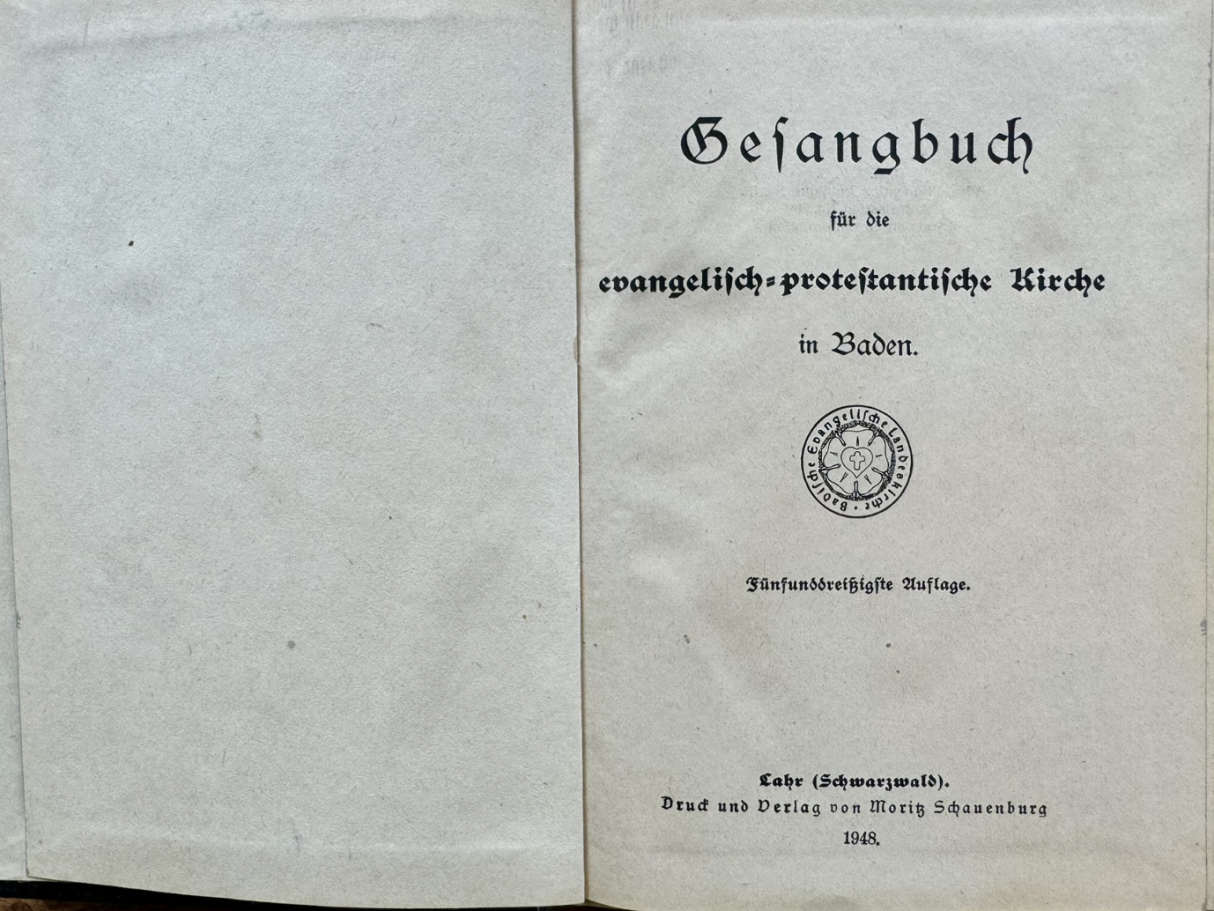 Gesangbuch
für die
evangelisch-protestantische Kirche
in Baden.
Badische Evangelische Landeskirche
Fünfunddreißigste Auflage.
Lahr (Schwarzwald).
Druck und Verlag von Moritz Schauenburg
1948.